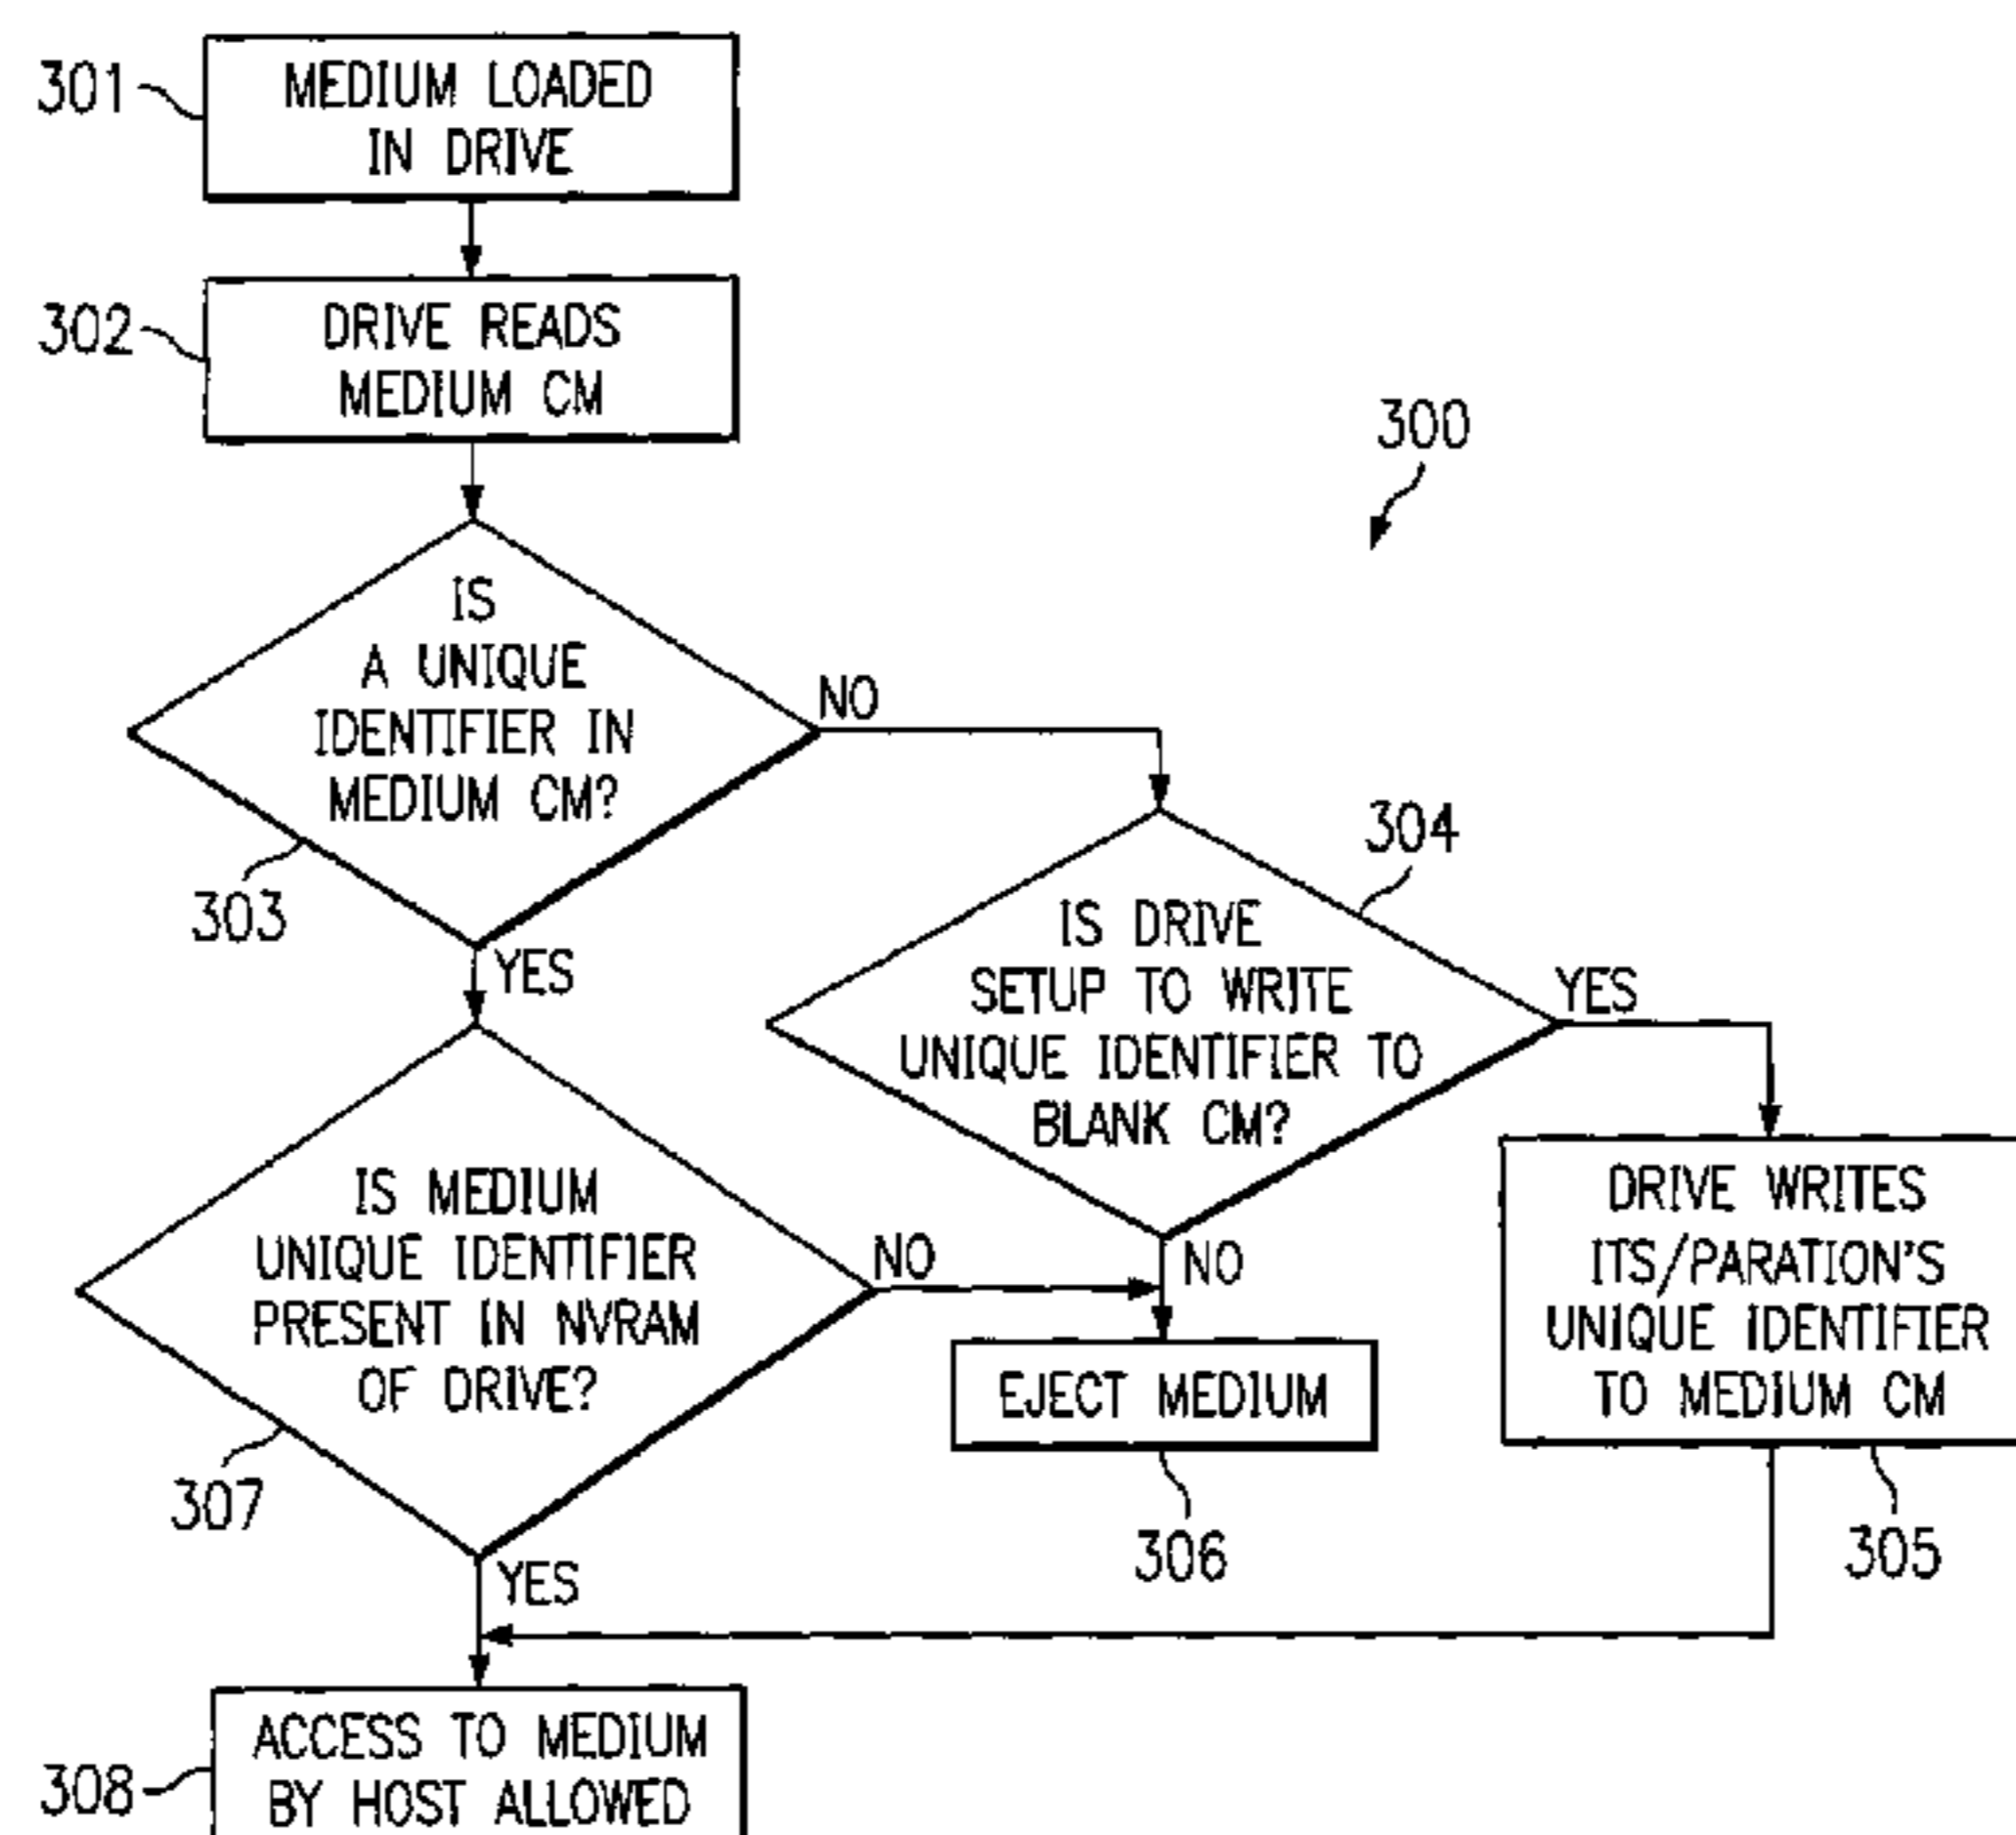 301
MEDIUM LOADED
IN DRIVE
302
DRIVE READS
MEDIUM CM
300
IS
A UNIQUE
IDENTIFIER IN
MEDIUM CM?
NO
303
YES
304
IS DRIVE
SETUP TO WRITE
UNIQUE IDENTIFIER TO
BLANK CM?
YES
NO
DRIVE WRITES
ITS/PARATION'S
UNIQUE IDENTIFIER
TO MEDIUM CM
305
IS MEDIUM
UNIQUE IDENTIFIER
PRESENT IN NVRAM
OF DRIVE?
NO
307
YES
EJECT MEDIUM
306
308
ACCESS TO MEDIUM
BY HOST ALLOWED